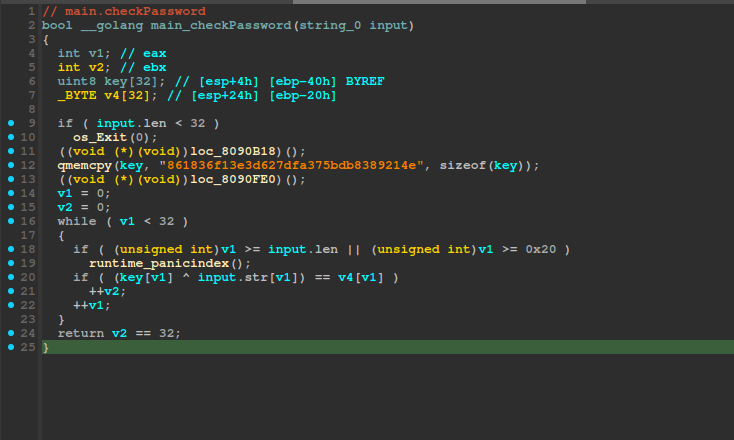 1 // main.checkPassword
2 bool __golang main_checkPassword(string_0 input)
3 {
4 int v1; // eax
5 int v2; // ebx
6 uint8 key[32]; // [esp+4h] [ebp-40h] BYREF
7 _BYTE v4[32]; // [esp+24h] [ebp-20h]
8
9 if ( input.len < 32 )
10 os_Exit(0);
11 ((void (*)(void))loc_8090B18)();
12 qmemcpy(key, "861836f13e3d627dfa375bdb8389214e", sizeof(key));
13 ((void (*)(void))loc_8090FE0)();
14 v1 = 0;
15 v2 = 0;
16 while ( v1 < 32 )
17 {
18 if ( (unsigned int)v1 >= input.len || (unsigned int)v1 >= 0x20 )
19 runtime_panicindex();
20 if ( (key[v1] ^ input.str[v1]) == v4[v1] )
21 ++v2;
22 ++v1;
23 }
24 return v2 == 32;
25 }